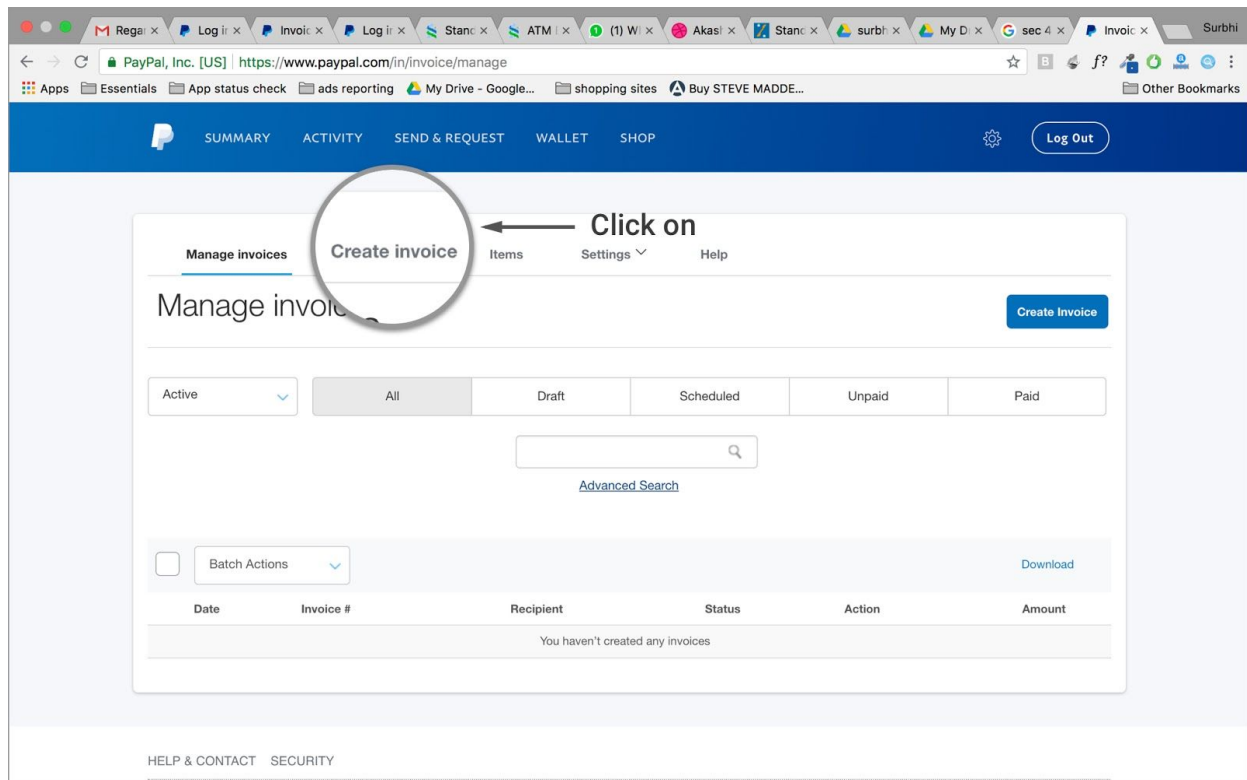 Regar Log ir Invoic Log ir Stanc ATM (1) W Akasl Stanc surbh My D sec 4 Invoic Surbhi
PayPal, Inc. [US] https://www.paypal.com/in/invoice/manage f?
Apps Essentials App status check ads reporting My Drive - Google... shopping sites Buy STEVE MADDE... Other Bookmarks
SUMMARY ACTIVITY SEND & REQUEST WALLET SHOP Log Out
Click on
Manage invoices Create invoice Items Settings Help
Manage invoic
Create Invoice
Active All Draft Scheduled Unpaid Paid
Advanced Search
Batch Actions Download
Date Invoice # Recipient Status Action Amount
You haven't created any invoices
HELP & CONTACT SECURITY